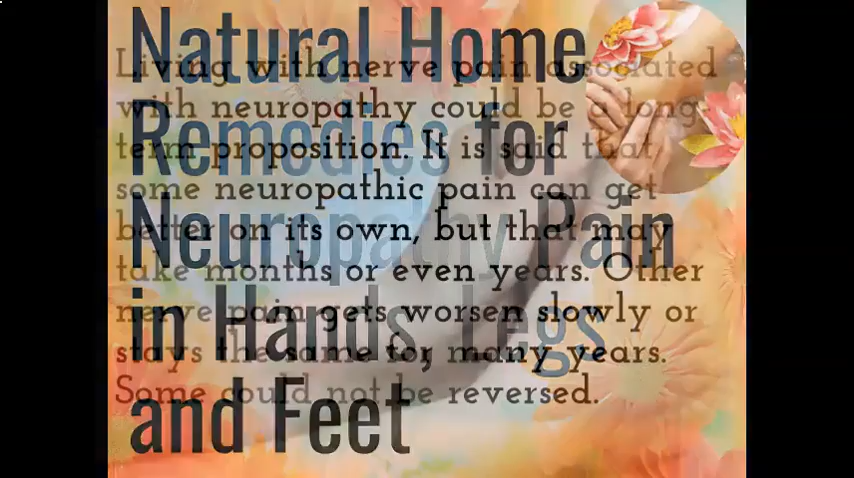 Natural Home
Remedies for
Neuropathy Pain
in Hands, Legs
and Feet
Living with nerve pain associated
with neuropathy could be a long-
term proposition. It is said that,
some neuropathic pain can get
better on its own, but that may
take months or even years. Other
nerve pain gets worsen slowly or
stays the same for many years.
Some could not be reversed.